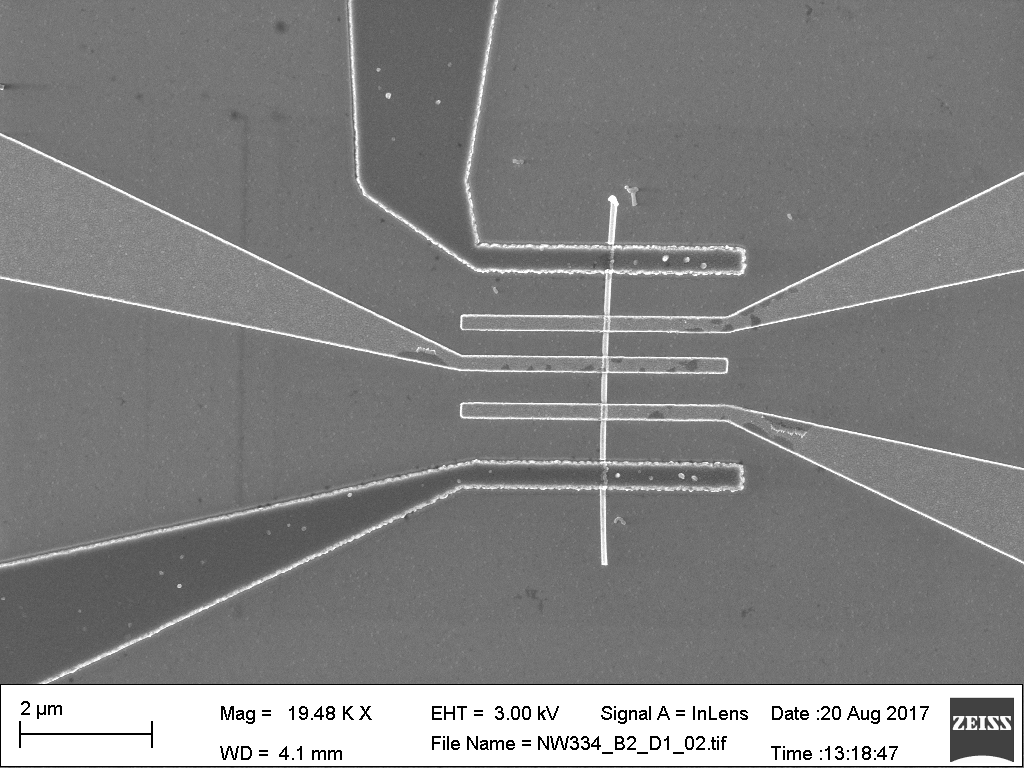 2 µm
Mag = 19.48 K X
EHT = 3.00 kV
Signal A = InLens
Date :20 Aug 2017
WD = 4.1 mm
File Name = NW334_B2_D1_02.tif
Time :13:18:47
ZEISS